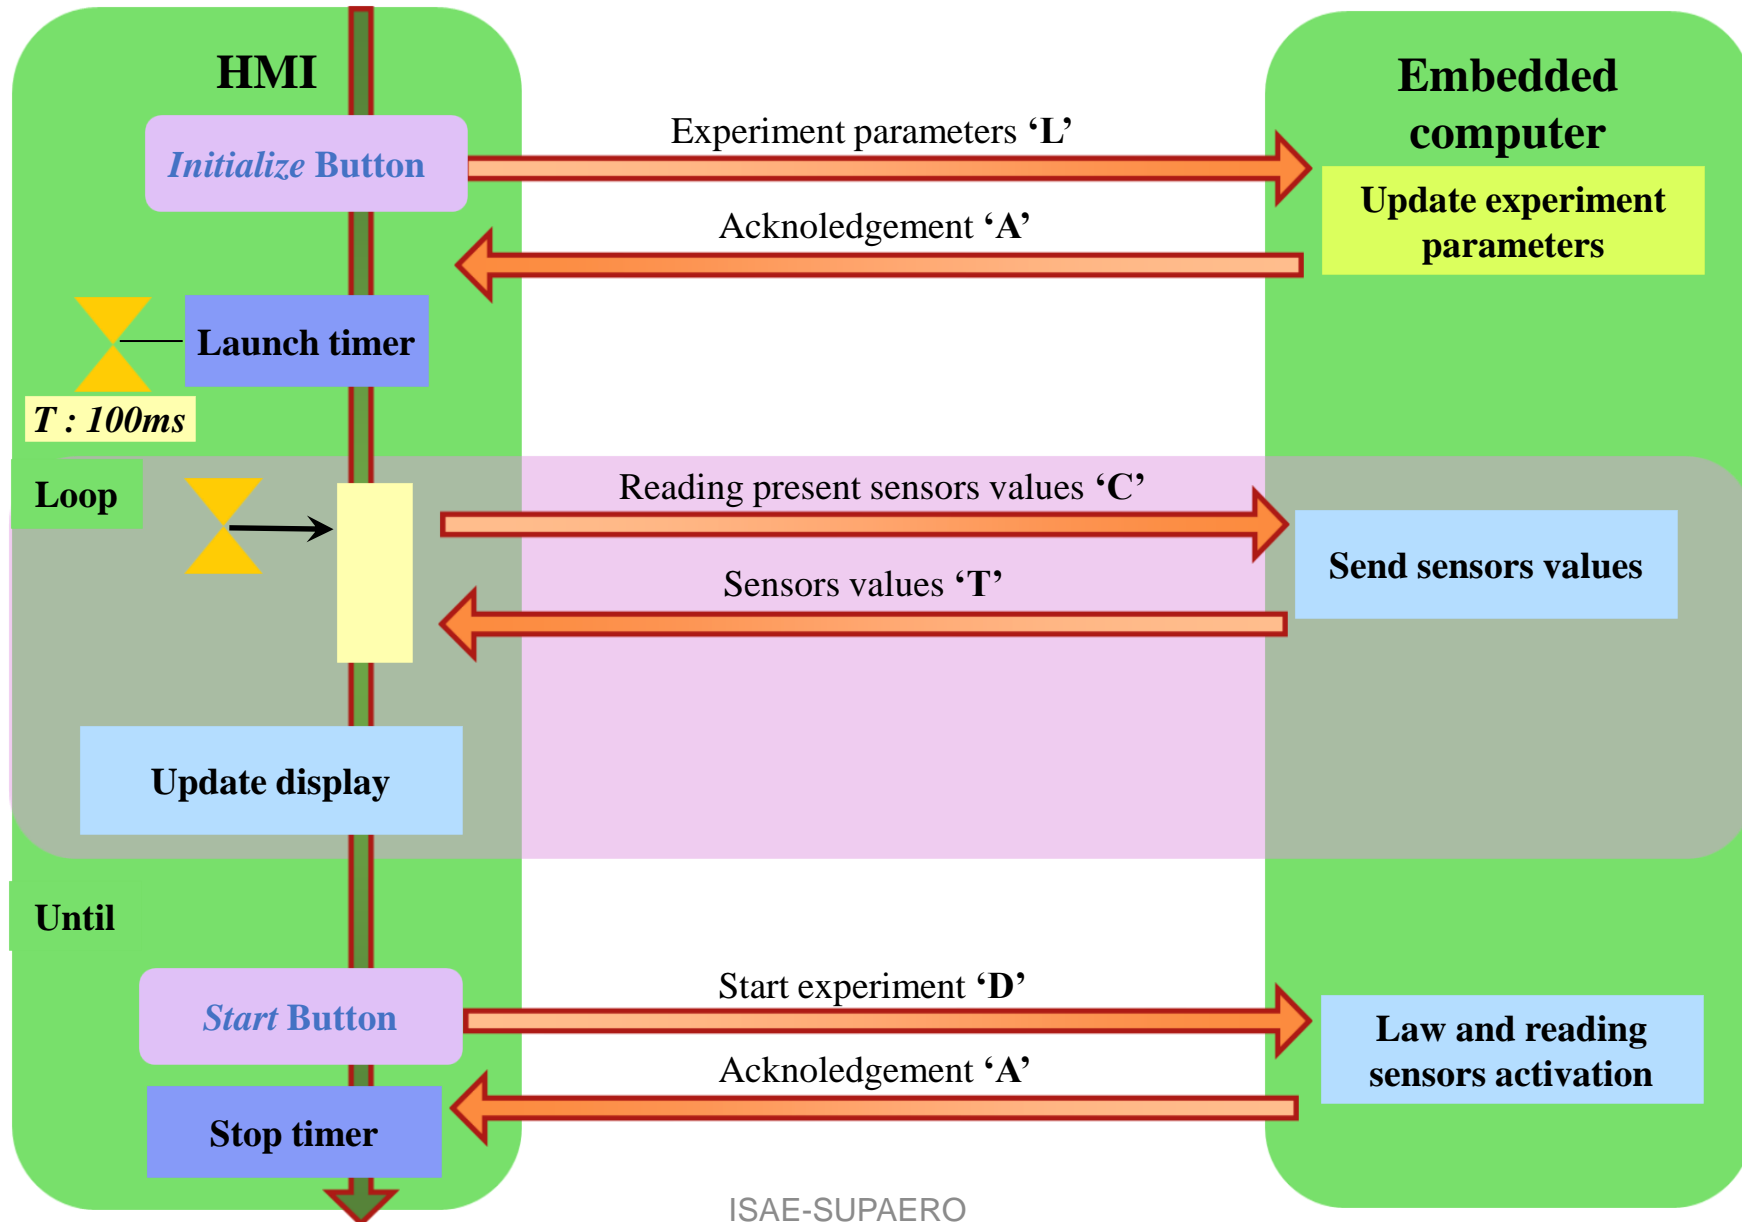 HMI
Embedded
computer
Experiment parameters ‘L’
Initialize Button
Update experiment
parameters
Acknoledgement ‘A’
Launch timer
T : 100ms
Loop
Reading present sensors values ‘C’
Send sensors values
Sensors values ‘T’
Update display
Until
Start experiment ‘D’
Start Button
Law and reading
sensors activation
Acknoledgement ‘A’
Stop timer
ISAE-SUPAERO